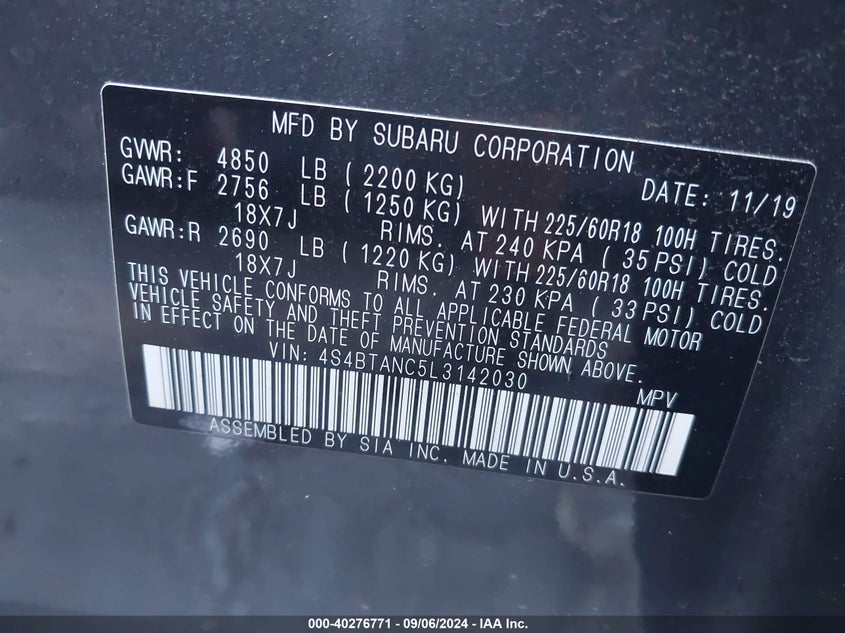 MFD BY SUBARU CORPORATION
GVWR: 4850 LB ( 2200 KG) DATE: 11/19
GAWR:F 2756 LB ( 1250 KG) WITH 225/60R18 100H TIRES.
18X7J RIMS. AT 240 KPA ( 35 PSI) COLD
GAWR:R 2690 LB ( 1220 KG) WITH 225/60R18 100H TIRES.
18X7J RIMS. AT 230 KPA ( 33 PSI) COLD
THIS VEHICLE CONFORMS TO ALL APPLICABLE FEDERAL MOTOR
VEHICLE SAFETY AND THEFT PREVENTION STANDARDS
IN EFFECT ON THE DATE OF MANUFACTURE SHOWN ABOVE.
VIN: 4S4BTANC5L3142030 MPV
ASSEMBLED BY SIA INC. MADE IN U.S.A.
000-40276771 - 09/06/2024 - IAA Inc.